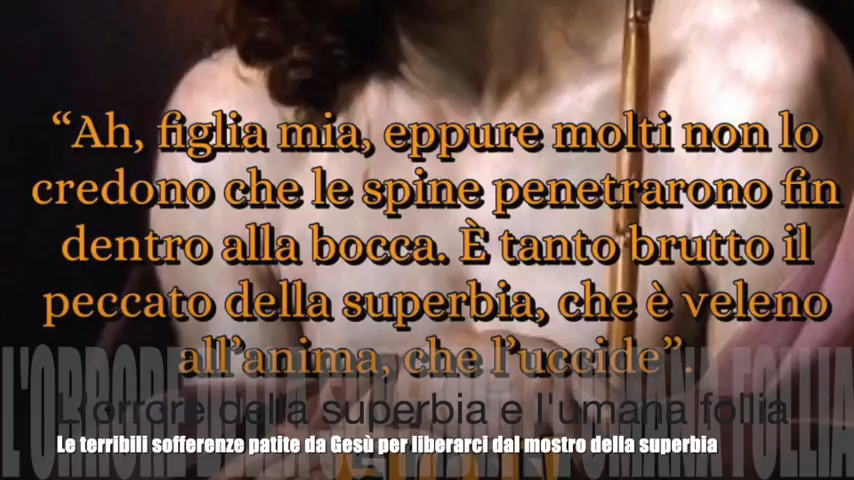 “Ah, figlia mia, eppure molti non lo
credono che le spine penetrarono fin
dentro alla bocca. È tanto brutto il
peccato della superbia, che è veleno
all’anima, che l’uccide”.
L'orrore della superbia e l'umana follia
Le terribili sofferenze patite da Gesù per liberarci dal mostro della superbia